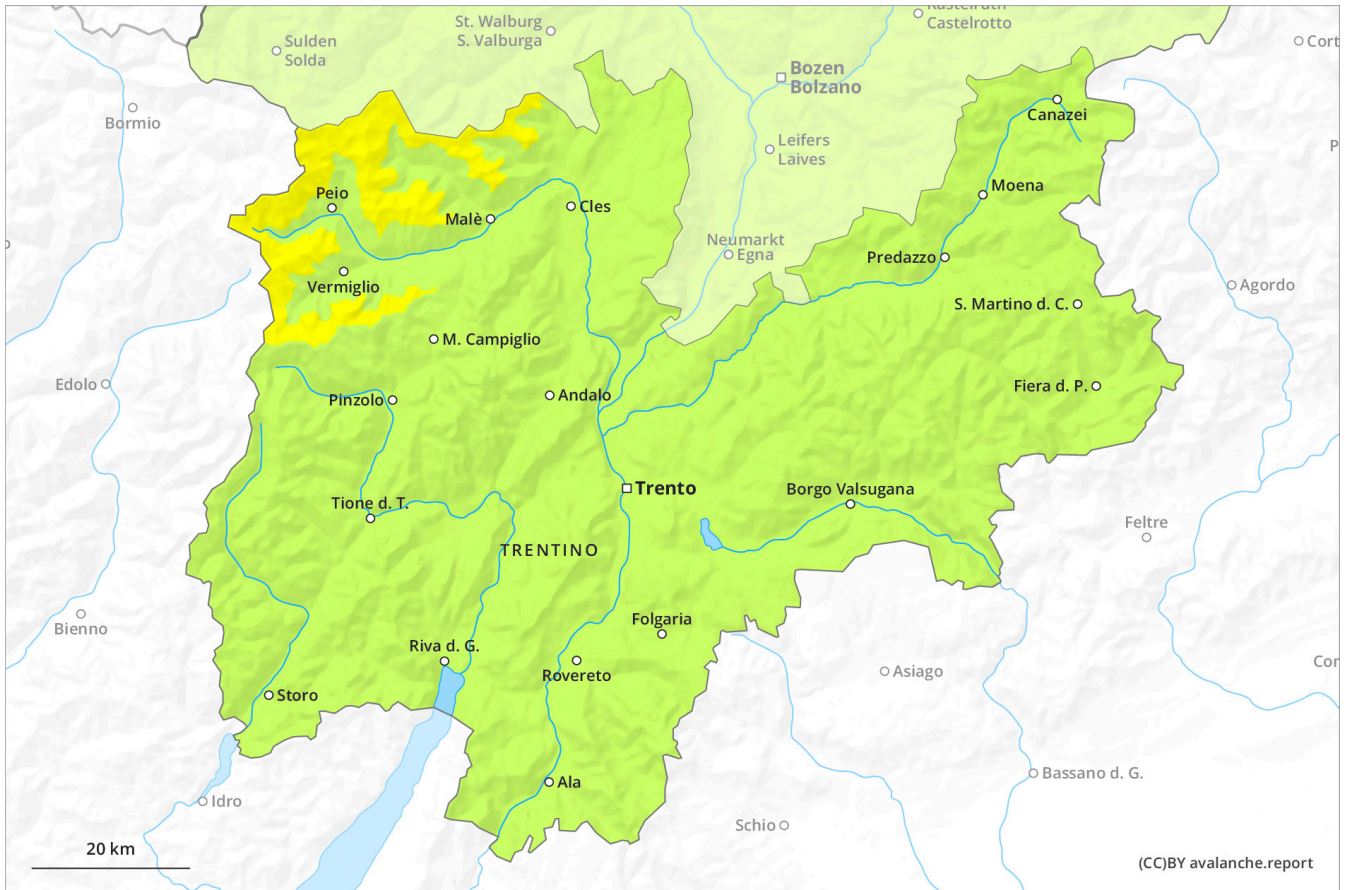 Kastelruth
Castelrotto
St. Walburg
S. Valburga
Sulden
Solda
Cort
Bozen
Bolzano
Bormio
Canazei
Leifers
Laives
Moena
Peio
Malè
Cles
Neumarkt
Egna
Predazzo
Vermiglio
Agordo
S. Martino d. C.
M. Campiglio
Edolo
Fiera d. P.
Andalo
Pinzolo
Trento
Borgo Valsugana
Tione d. T.
Feltre
TRENTINO
Bienno
Folgaria
Riva d. G.
Cor
Asiago
Rovereto
Storo
Bassano d. G.
Ala
Idro
Schio
20 km
(CC)BY avalanche.report